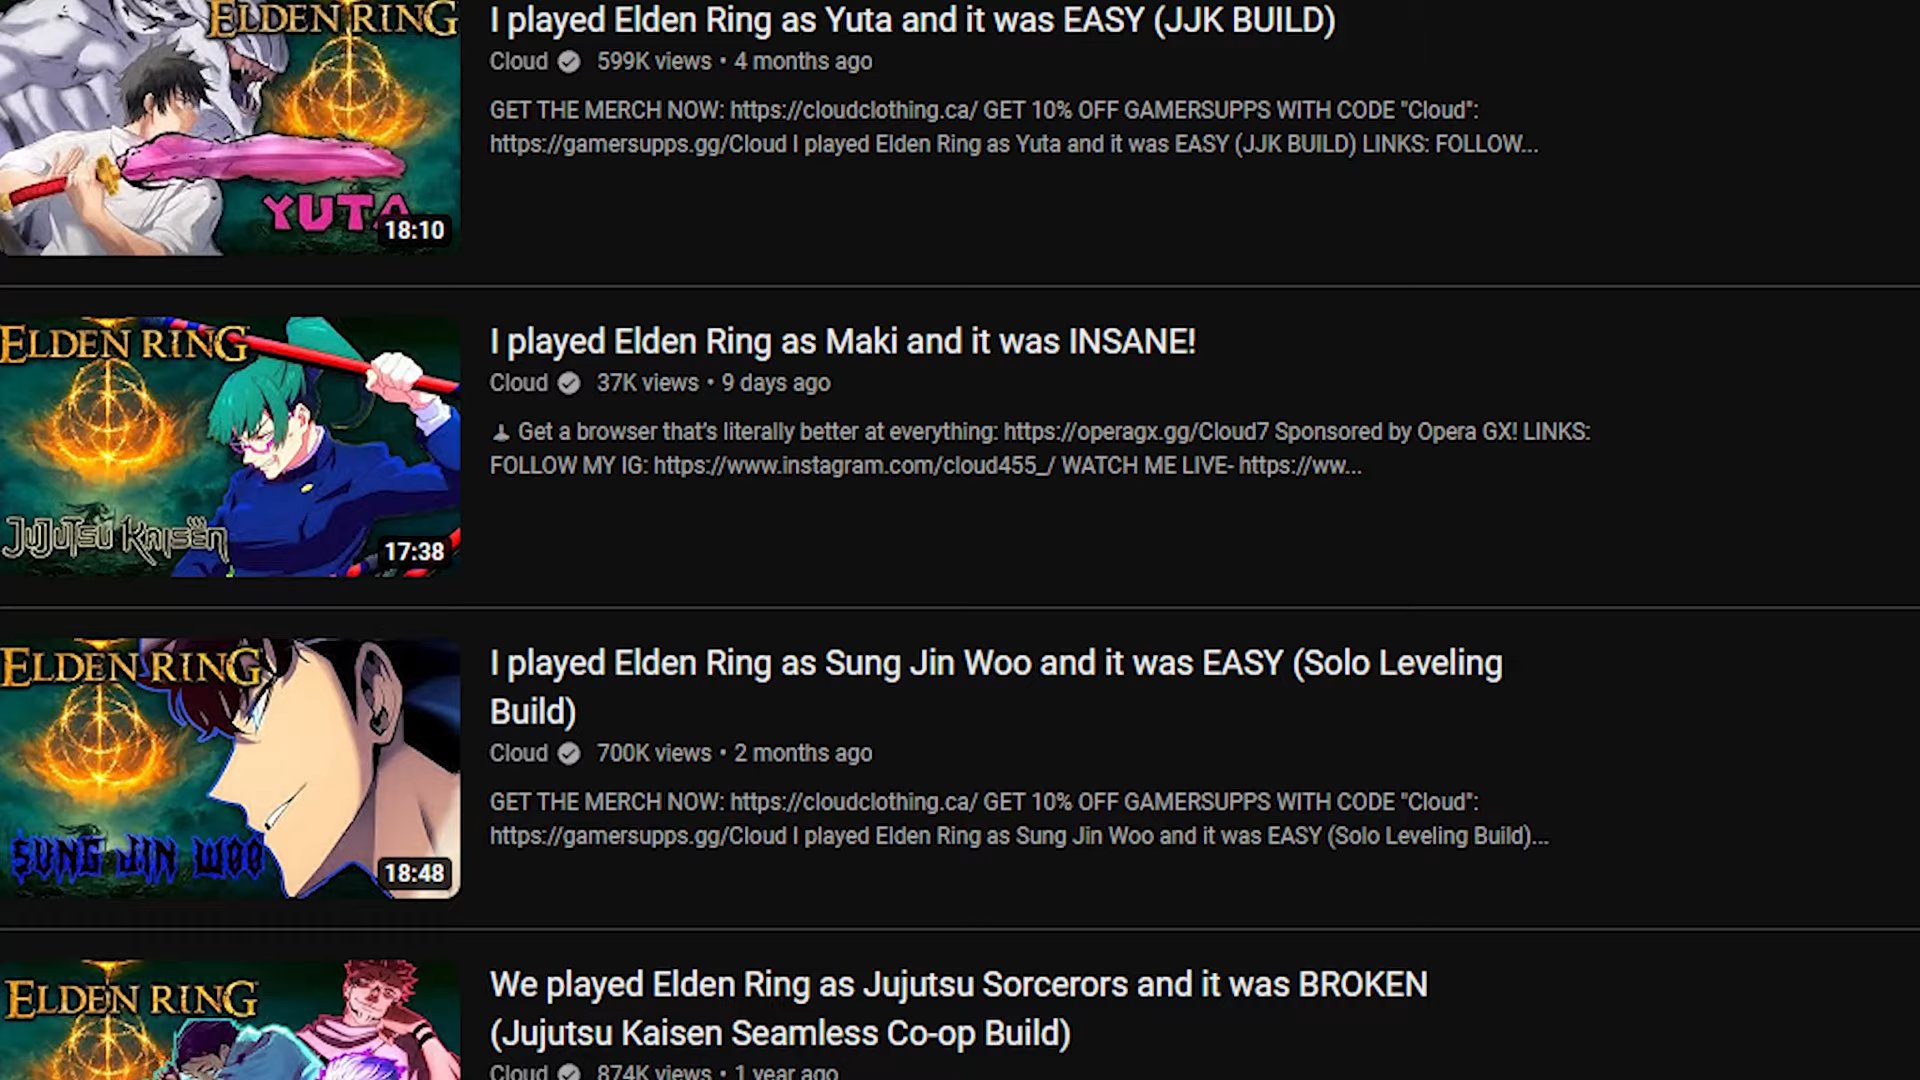 ELDEN RING
YUTA
18:10
I played Elden Ring as Yuta and it was EASY (JJK BUILD)
Cloud 599K views • 4 months ago
GET THE MERCH NOW: https://cloudclothing.ca/ GET 10% OFF GAMERSUPPS WITH CODE "Cloud":
https://gamersupps.gg/Cloud I played Elden Ring as Yuta and it was EASY (JJK BUILD) LINKS: FOLLOW...
ELDEN RING
JUJUTSU KAISEN
17:38
I played Elden Ring as Maki and it was INSANE!
Cloud 37K views • 9 days ago
Get a browser that's literally better at everything: https://operagx.gg/Cloud7 Sponsored by Opera GX! LINKS:
FOLLOW MY IG: https://www.instagram.com/cloud455_/ WATCH ME LIVE- https://ww...
ELDEN RING
SUNG JIN WOO
18:48
I played Elden Ring as Sung Jin Woo and it was EASY (Solo Leveling
Build)
Cloud 700K views • 2 months ago
GET THE MERCH NOW: https://cloudclothing.ca/ GET 10% OFF GAMERSUPPS WITH CODE "Cloud":
https://gamersupps.gg/Cloud I played Elden Ring as Sung Jin Woo and it was EASY (Solo Leveling Build)...
ELDEN RING
We played Elden Ring as Jujutsu Sorcerors and it was BROKEN
(Jujutsu Kaisen Seamless Co-op Build)
Cloud 874K views • 1 year ago